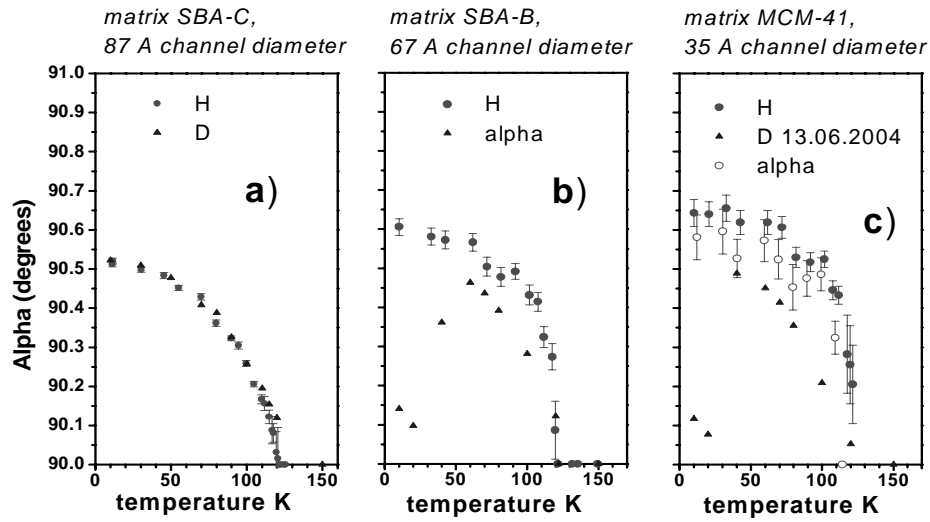 matrix SBA-C,
87 A channel diameter
matrix SBA-B,
67 A channel diameter
matrix MCM-41,
35 A channel diameter
Alpha (degrees)
91.0
90.9
90.8
90.7
90.6
90.5
90.4
90.3
90.2
90.1
90.0
H
D
a)
0 50 100 150
temperature K
H
alpha
b)
0 50 100 150
temperature K
H
D 13.06.2004
alpha
c)
0 50 100 150
temperature K